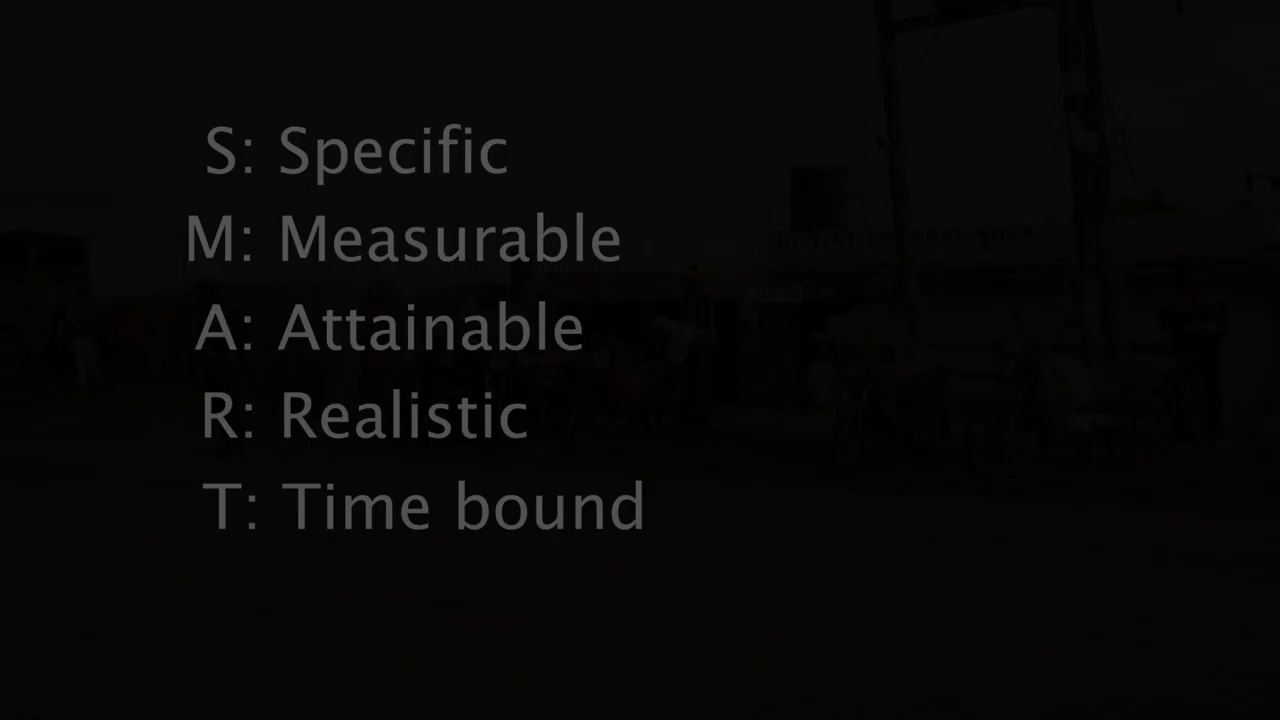 S: Specific
M: Measurable
A: Attainable
R: Realistic
T: Time bound